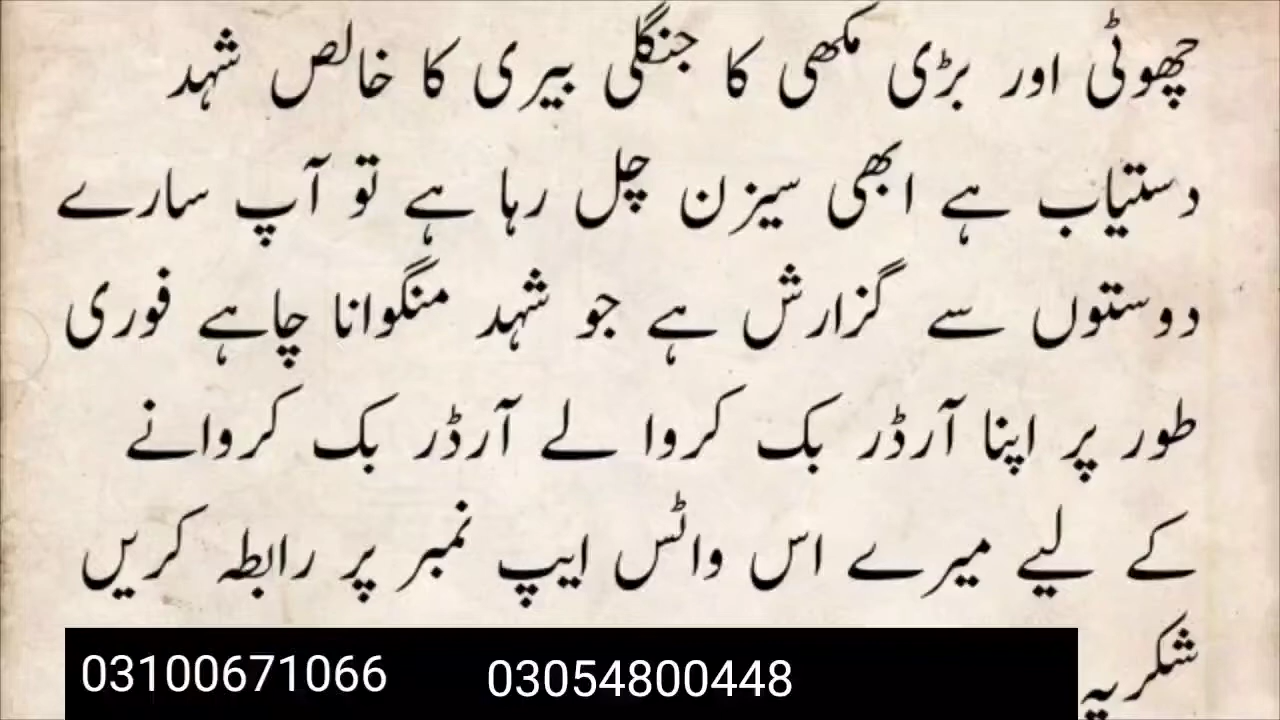 چھوٹی اور بڑی مکھی کا جنگلی بیری کا خالص شہد
دستیاب ہے ابھی سیزن چل رہا ہے تو آپ سارے
دوستوں سے گزارش ہے جو شہد منگوانا چاہے فوری
طور پر اپنا آرڈر بک کروا لے آرڈر بک کروانے
کے لیے میرے اس واٹس ایپ نمبر پر رابطہ کریں
شکریہ
03100671066 03054800448